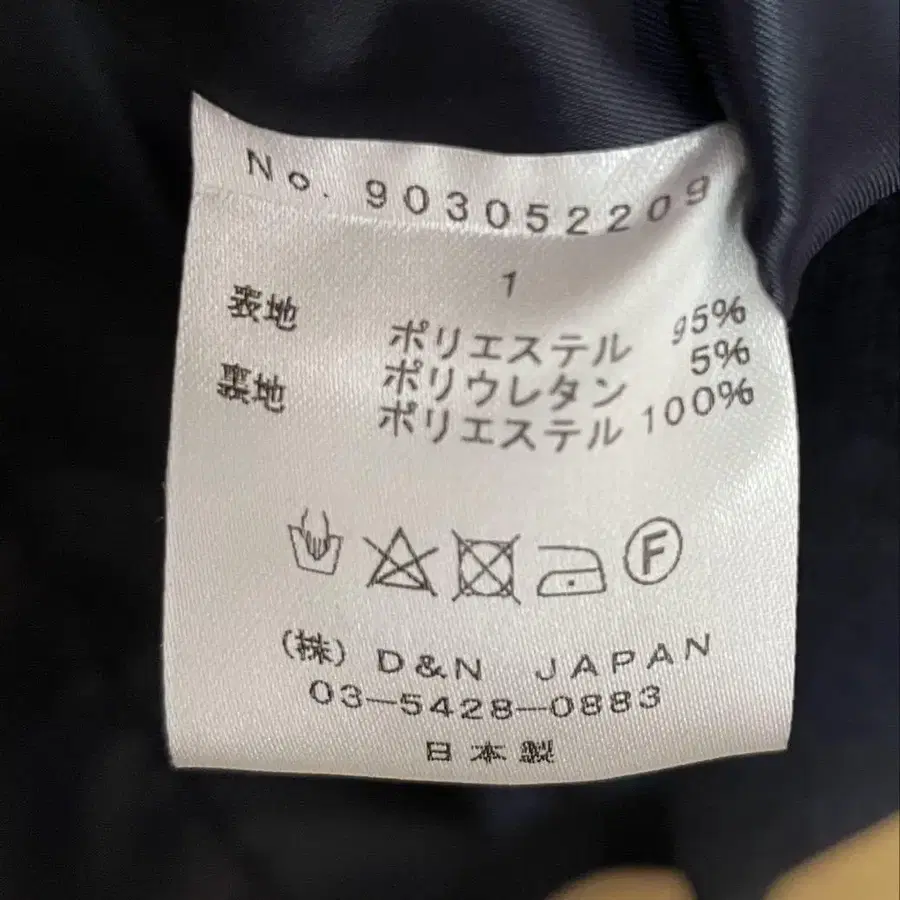 No. 903052209
1
表地 ポリエステル 95%
ポリウレタン 5%
裏地 ポリエステル 100%
F
(株) D&N JAPAN
03-5428-0883
日本製